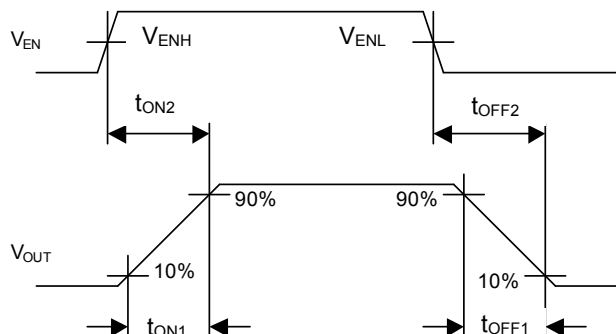 VEN VENH VENL
tON2 tOFF2
90% 90%
VOUT 10% 10%
tON1 tOFF1